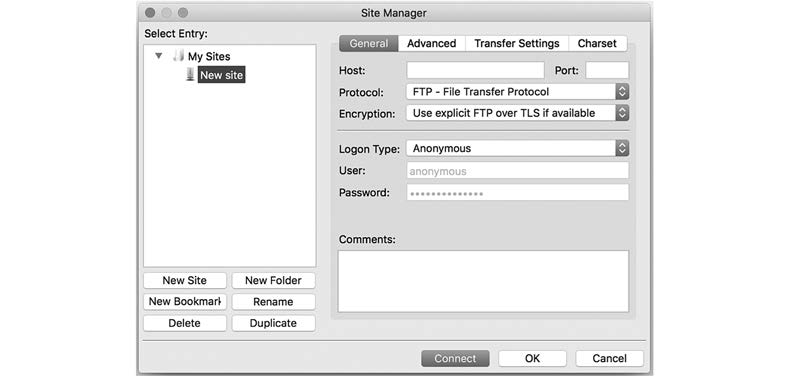 Site Manager
Select Entry:
My Sites
New site
New Site
New Folder
New Bookmark
Rename
Delete
Duplicate
General
Advanced
Transfer Settings
Charset
Host:
Port:
Protocol:
FTP - File Transfer Protocol
Encryption:
Use explicit FTP over TLS if available
Logon Type:
Anonymous
User:
anonymous
Password:
••••••••••••••
Comments:
Connect
OK
Cancel